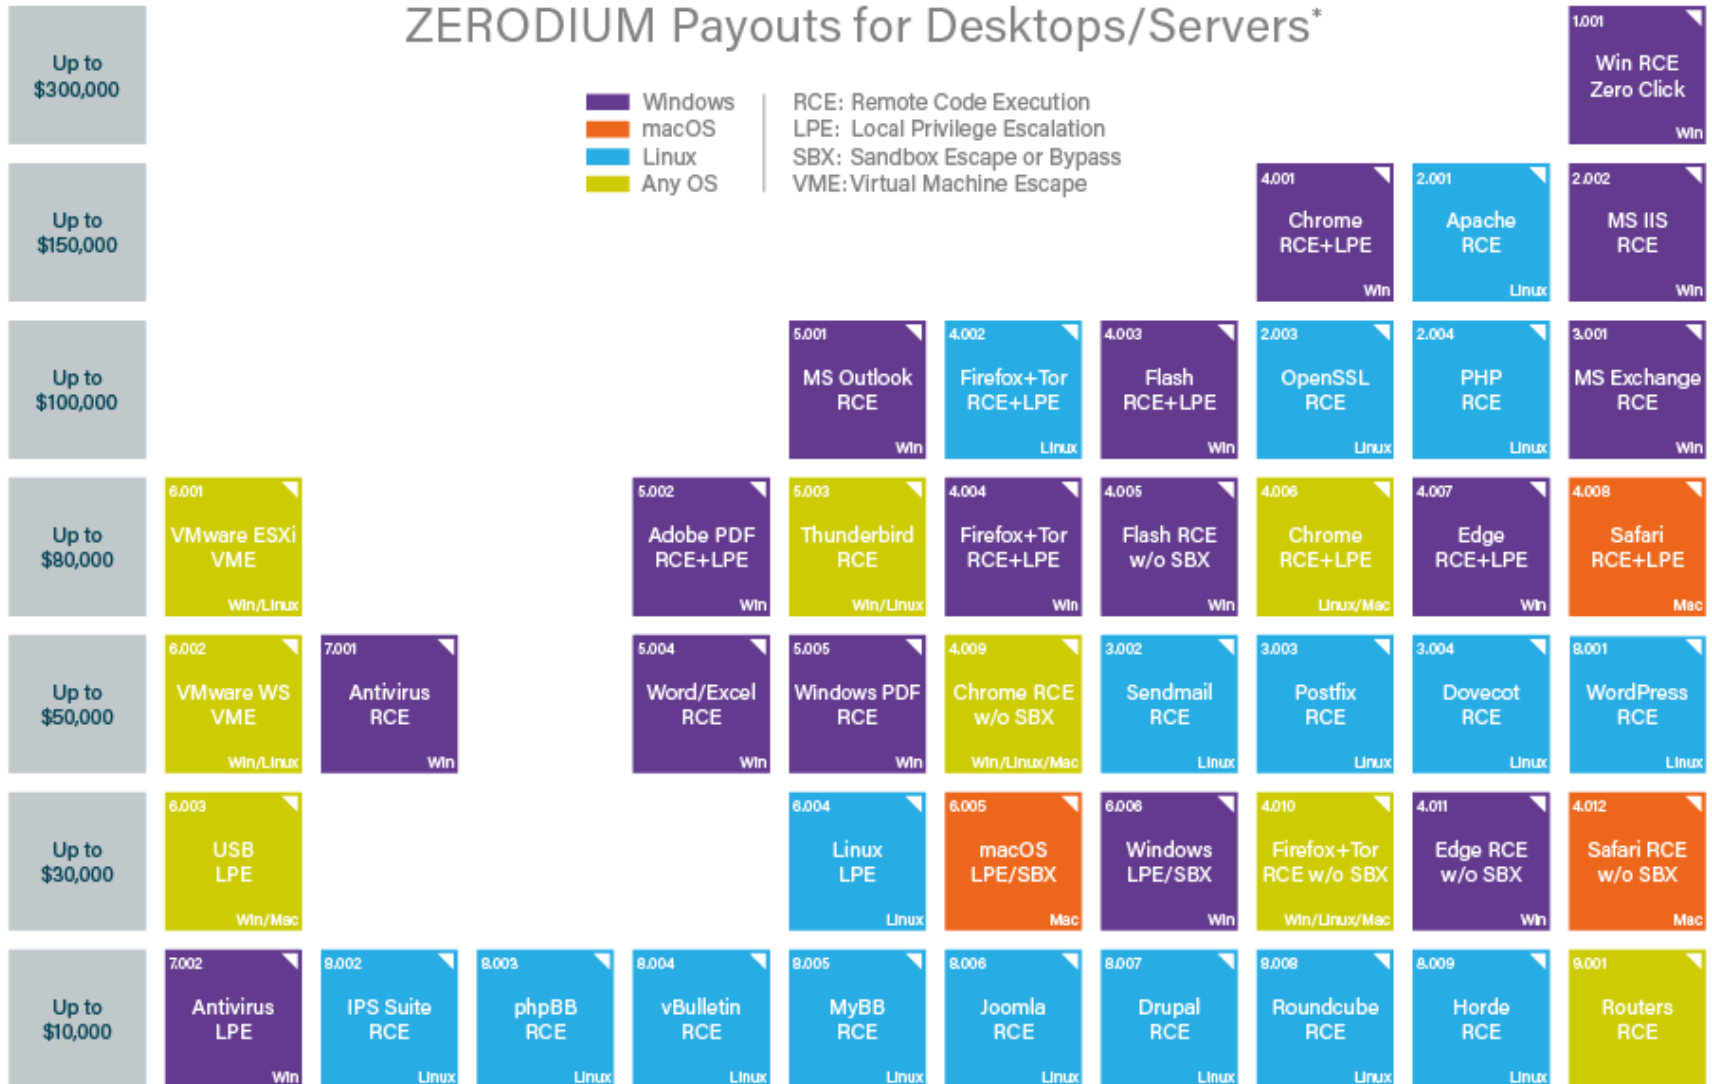 ZERODIUM Payouts for Desktops/Servers*
Windows
macOS
Linux
Any OS
RCE: Remote Code Execution
LPE: Local Privilege Escalation
SBX: Sandbox Escape or Bypass
VME: Virtual Machine Escape
Up to
$300,000
1.001
Win RCE
Zero Click
Win
Up to
$150,000
4.001
Chrome
RCE+LPE
Win
2.001
Apache
RCE
Linux
2.002
MS IIS
RCE
Win
Up to
$100,000
5.001
MS Outlook
RCE
Win
4.002
Firefox+Tor
RCE+LPE
Linux
4.003
Flash
RCE+LPE
Win
2.003
OpenSSL
RCE
Linux
2.004
PHP
RCE
Linux
3.001
MS Exchange
RCE
Win
Up to
$80,000
6.001
VMware ESXi
VME
Win/Linux
5.002
Adobe PDF
RCE+LPE
Win
5.003
Thunderbird
RCE
Win/Linux
4.004
Firefox+Tor
RCE+LPE
Win
4.005
Flash RCE
w/o SBX
Win
4.006
Chrome
RCE+LPE
Linux/Mac
4.007
Edge
RCE+LPE
Win
4.008
Safari
RCE+LPE
Mac
Up to
$50,000
6.002
VMware WS
VME
Win/Linux
7.001
Antivirus
RCE
Win
5.004
Word/Excel
RCE
Win
5.005
Windows PDF
RCE
Win
4.009
Chrome RCE
w/o SBX
Win/Linux/Mac
3.002
Sendmail
RCE
Linux
3.003
Postfix
RCE
Linux
3.004
Dovecot
RCE
Linux
8.001
WordPress
RCE
Linux
Up to
$30,000
6.003
USB
LPE
Win/Mac
6.004
Linux
LPE
Linux
6.005
macOS
LPE/SBX
Mac
6.006
Windows
LPE/SBX
Win
4.010
Firefox+Tor
RCE w/o SBX
Win/Linux/Mac
4.011
Edge RCE
w/o SBX
Win
4.012
Safari RCE
w/o SBX
Mac
Up to
$10,000
7.002
Antivirus
LPE
Win
8.002
IPS Suite
RCE
Linux
8.003
phpBB
RCE
Linux
8.004
vBulletin
RCE
Linux
8.005
MyBB
RCE
Linux
8.006
Joomla
RCE
Linux
8.007
Drupal
RCE
Linux
8.008
Roundcube
RCE
Linux
8.009
Horde
RCE
Linux
9.001
Routers
RCE